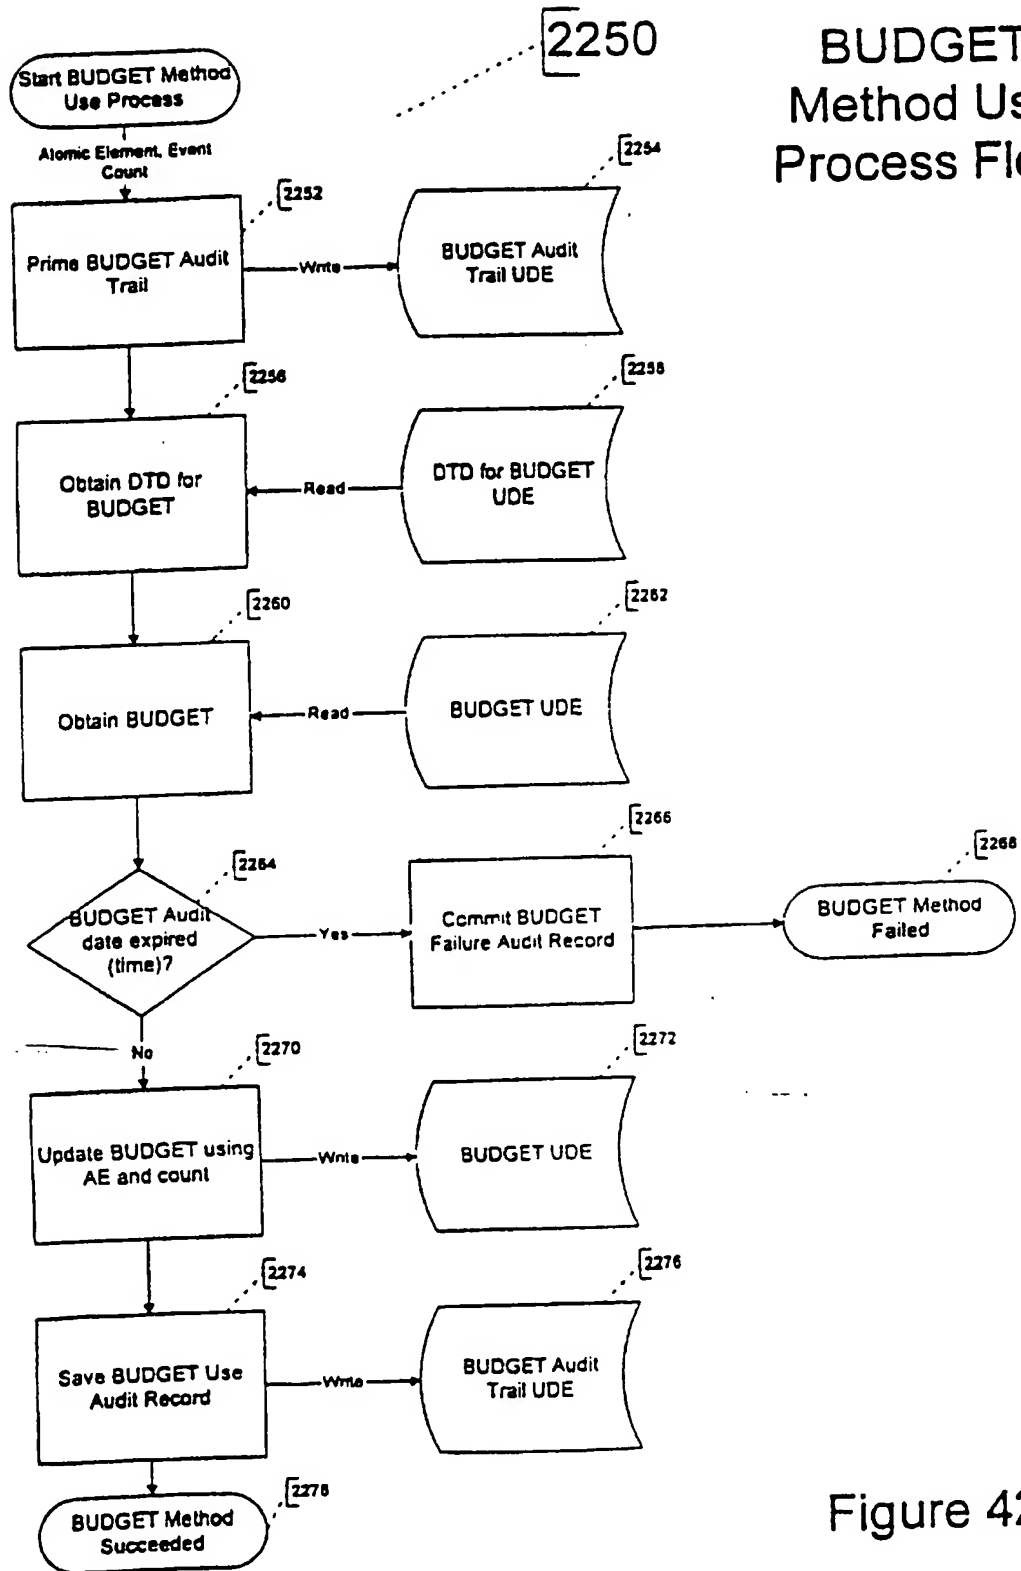 2250
BUDGET
Method Us
Process Flo
Start BUDGET Method
Use Process
Atomic Element, Event
Count
2252
2254
Prime BUDGET Audit
Trail
Write
BUDGET Audit
Trail UDE
2256
2258
Obtain DTD for
BUDGET
Read
DTD for BUDGET
UDE
2260
2262
Obtain BUDGET
Read
BUDGET UDE
2264
2266
2268
BUDGET Audit
date expired
(time)?
Yes
Commit BUDGET
Failure Audit Record
BUDGET Method
Failed
No
2270
2272
Update BUDGET using
AE and count
Write
BUDGET UDE
2274
2276
Save BUDGET Use
Audit Record
Write
BUDGET Audit
Trail UDE
2278
BUDGET Method
Succeeded
Figure 42